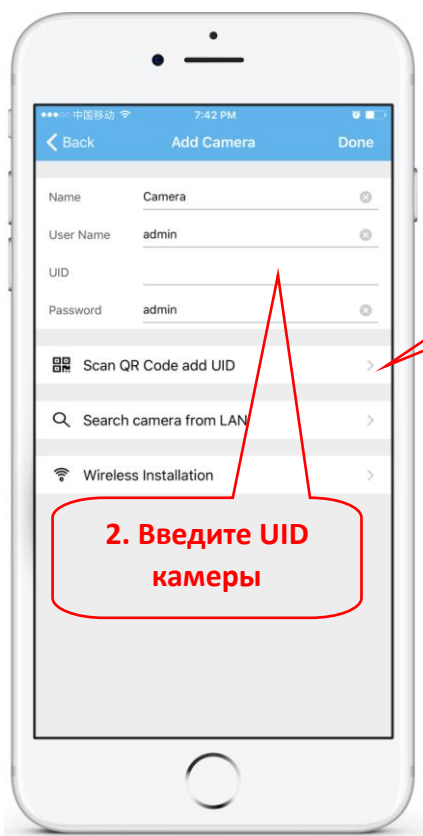 中国移动 7:42 PM
Back Add Camera Done
Name Camera
User Name admin
UID
Password admin
Scan QR Code add UID
Search camera from LAN
Wireless Installation
2. Введите UID
камеры